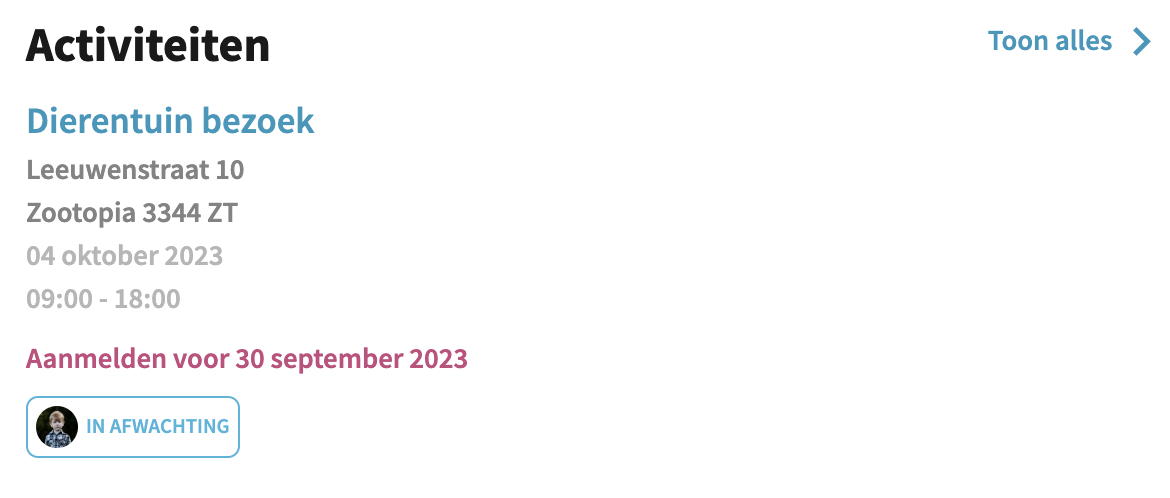 Activiteiten
Toon alles
Dierentuin bezoek
Leeuwenstraat 10
Zootopia 3344 ZT
04 oktober 2023
09:00 - 18:00
Aanmelden voor 30 september 2023
IN AFWACHTING